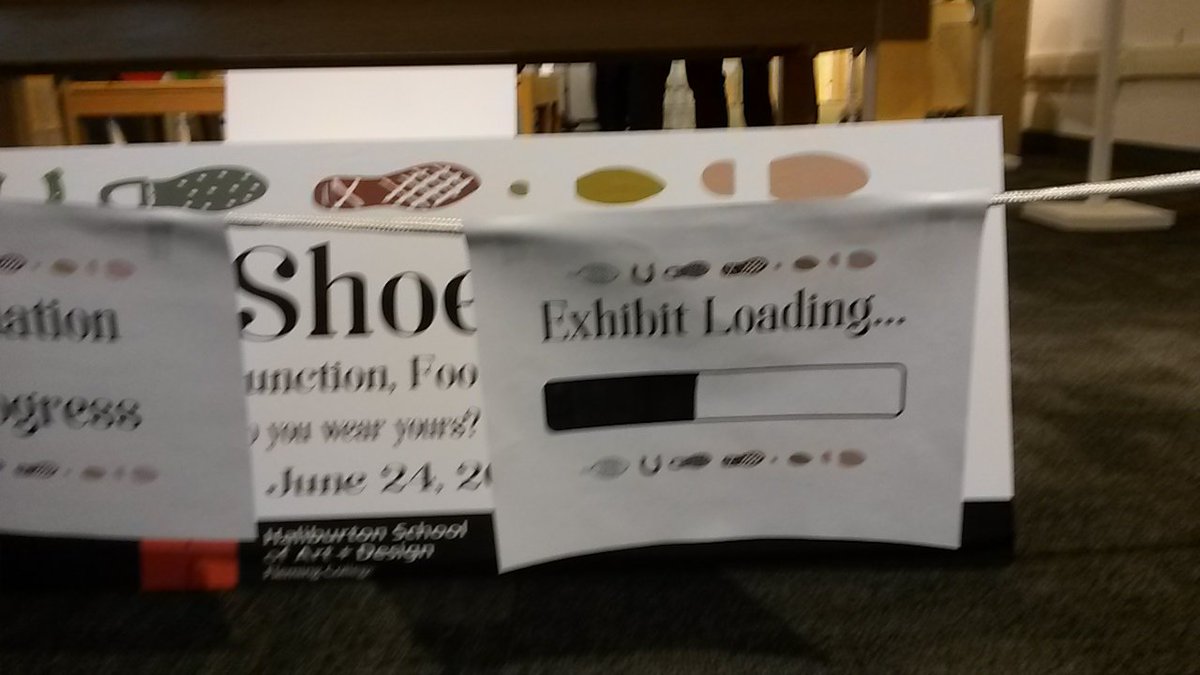 Shoe
unction, Foo
you wear yours?
June 24, 2
Haliburton School
of Art + Design
ation
ogress
Exhibit Loading...